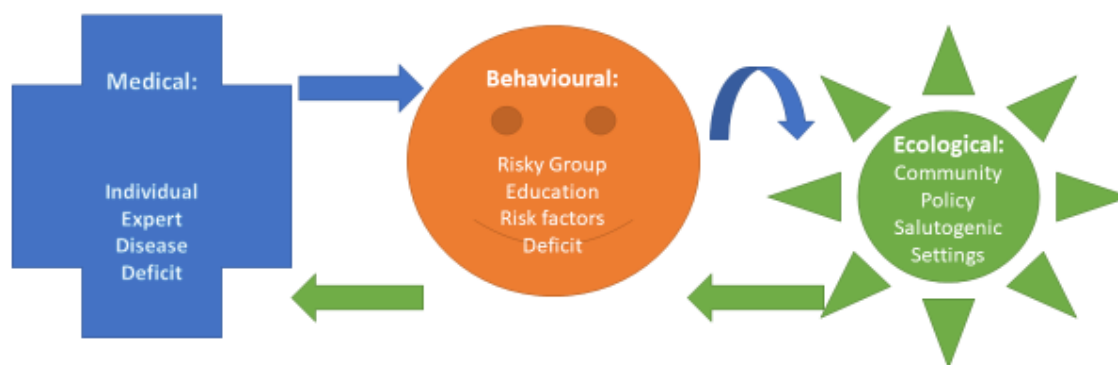 Medical:
Individual
Expert
Disease
Deficit
Behavioural:
Risky Group
Education
Risk factors
Deficit
Ecological:
Community
Policy
Salutogenic
Settings